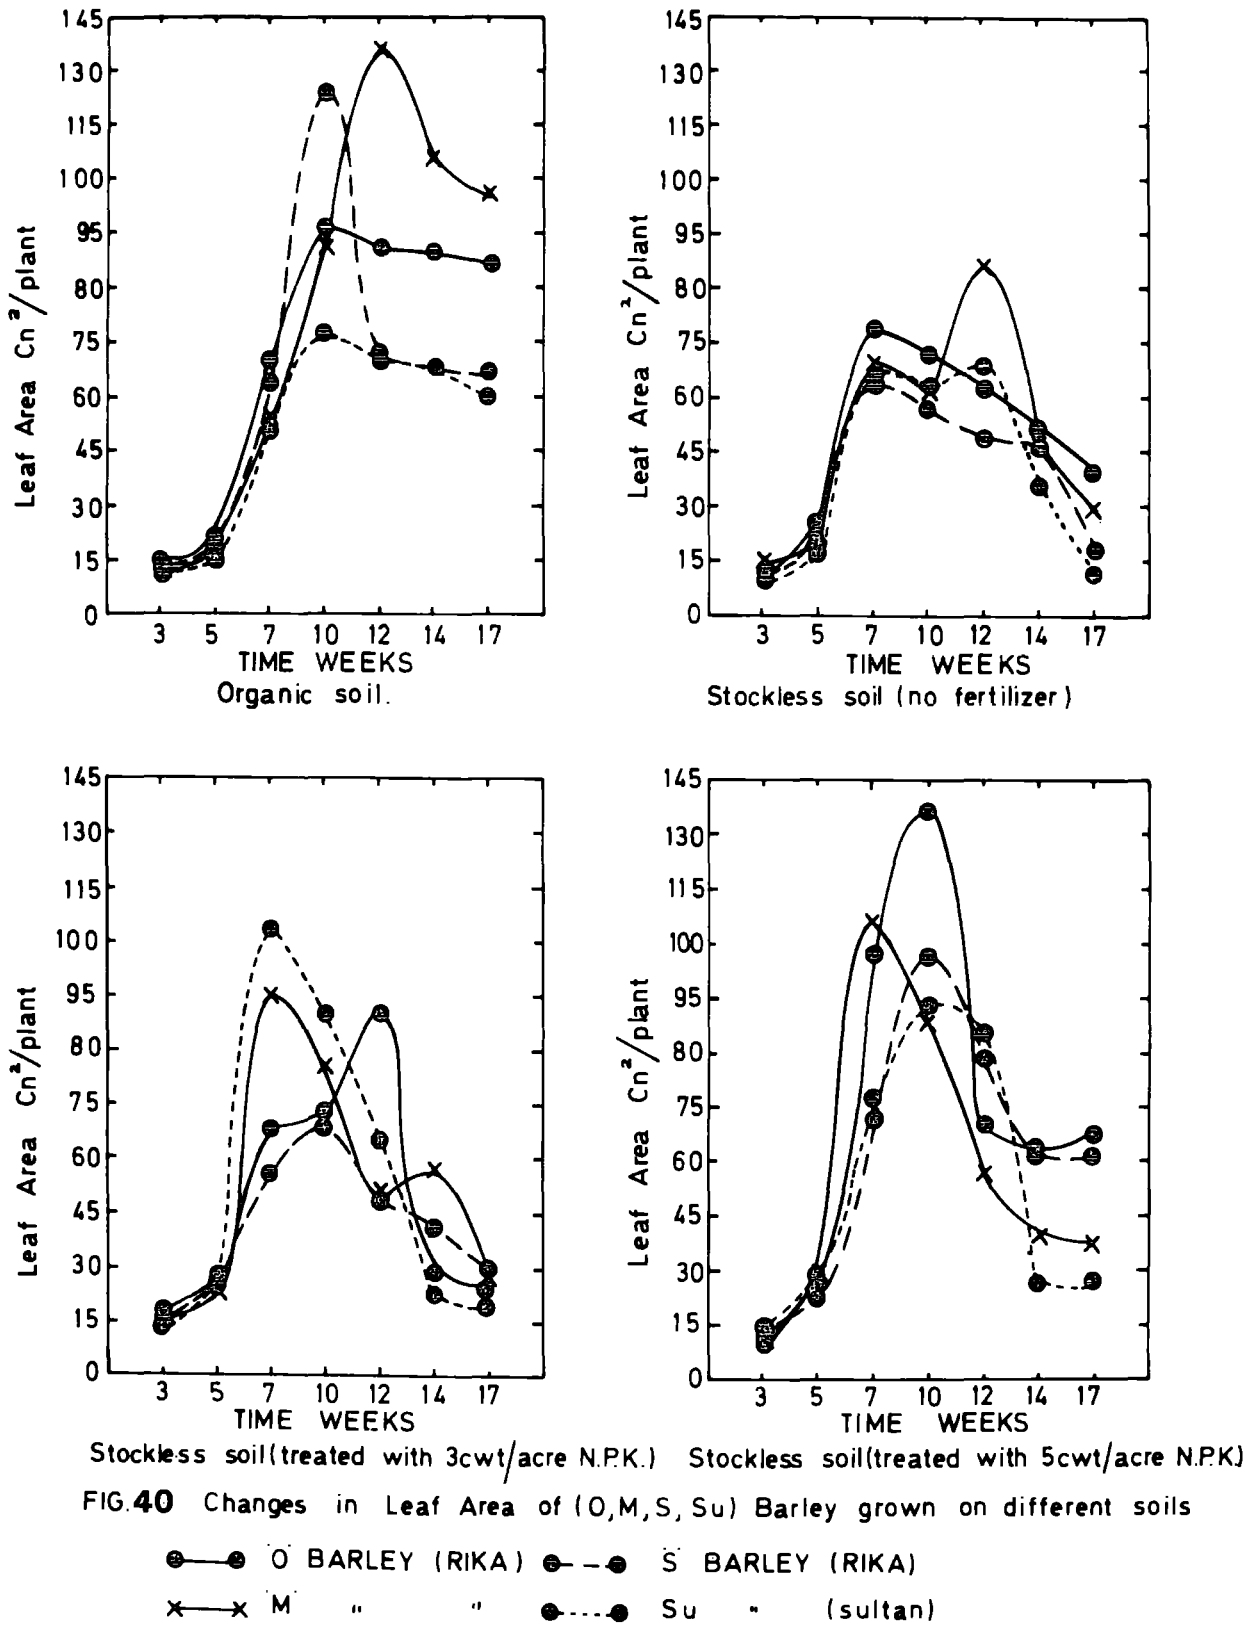 145
130
115
100
95
80
75
60
45
30
15
0
Leaf Area Cn²/plant
3 5 7 10 12 14 17
TIME WEEKS
Organic soil.
145
130
115
100
95
80
75
60
45
30
15
0
Leaf Area Cn²/plant
3 5 7 10 12 14 17
TIME WEEKS
Stockless soil (no fertilizer)
145
130
115
100
95
80
75
60
45
30
15
0
Leaf Area Cn²/plant
3 5 7 10 12 14 17
TIME WEEKS
Stockless soil (treated with 3cwt/acre N.P.K.)
145
130
115
100
95
80
75
60
45
30
15
0
Leaf Area Cn²/plant
3 5 7 10 12 14 17
TIME WEEKS
Stockless soil (treated with 5cwt/acre N.P.K)
FIG.40 Changes in Leaf Area of (O,M,S,Su) Barley grown on different soils
"O" BARLEY (RIKA)
"S" BARLEY (RIKA)
"M" " "
Su " (sultan)